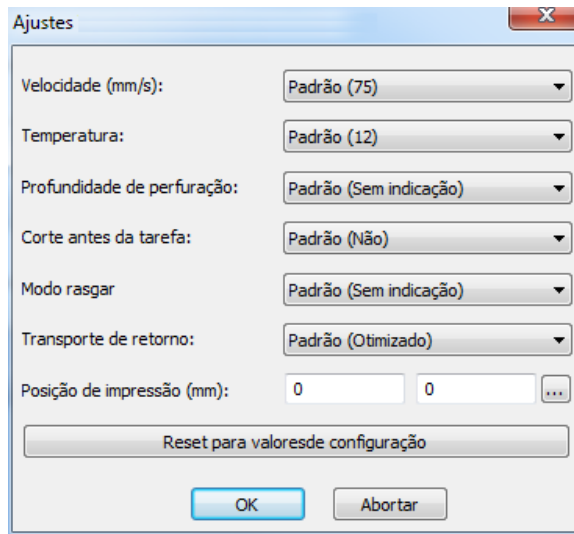 Ajustes
Velocidade (mm/s): Padrão (75)
Temperatura: Padrão (12)
Profundidade de perfuração: Padrão (Sem indicação)
Corte antes da tarefa: Padrão (Não)
Modo rasgar Padrão (Sem indicação)
Transporte de retorno: Padrão (Otimizado)
Posição de impressão (mm): 0 0 ...
Reset para valoresde configuração
OK Abortar